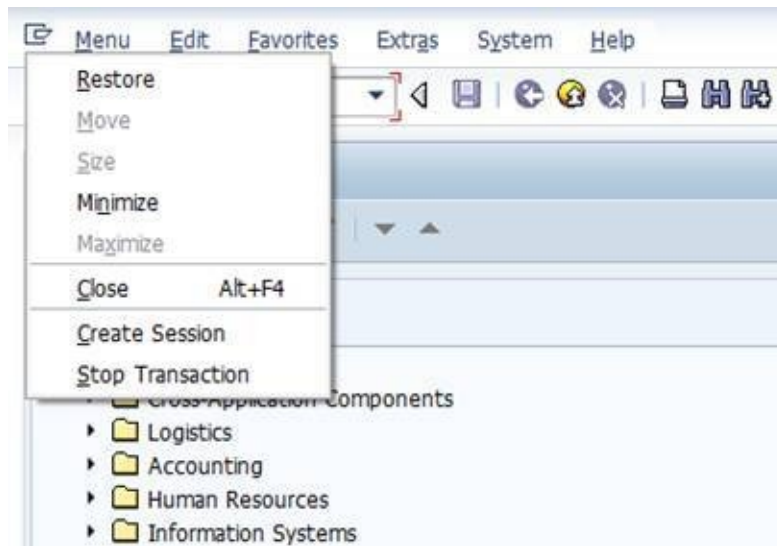 Menu Edit Favorites Extras System Help
Restore
Move
Size
Minimize
Maximize
Close Alt+F4
Create Session
Stop Transaction
Cross-Application Components
Logistics
Accounting
Human Resources
Information Systems